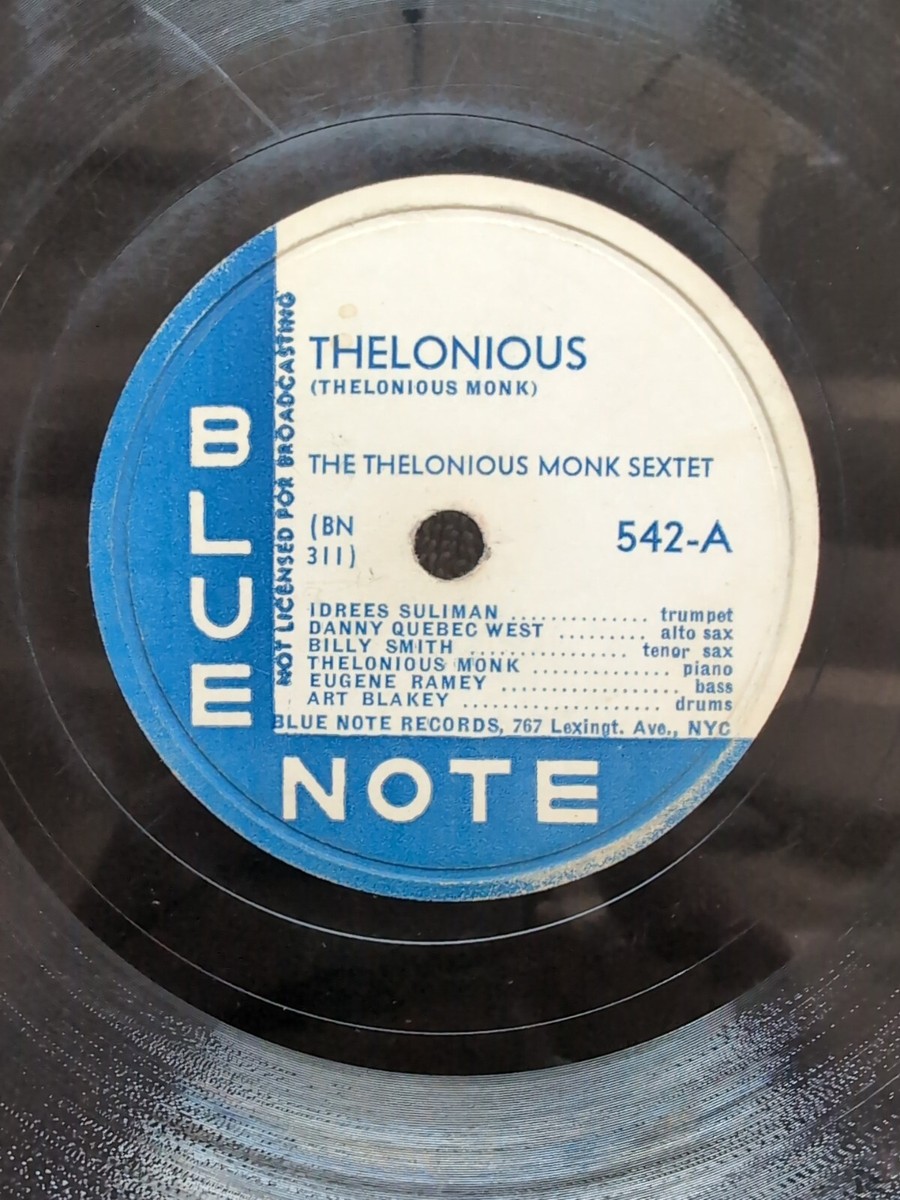 THELONIOUS
(THELONIOUS MONK)
THE THELONIOUS MONK SEXTET
(BN
311)
542-A
IDREES SULIMAN .............. trumpet
DANNY QUEBEC WEST ......... alto sax
BILLY SMITH ................ tenor sax
THELONIOUS MONK .............. piano
EUGENE RAMEY .................. bass
ART BLAKEY .................... drums
BLUE NOTE RECORDS, 767 Lexingt. Ave., NYC
NOT LICENSED FOR BROADCASTING
BLUE
NOTE